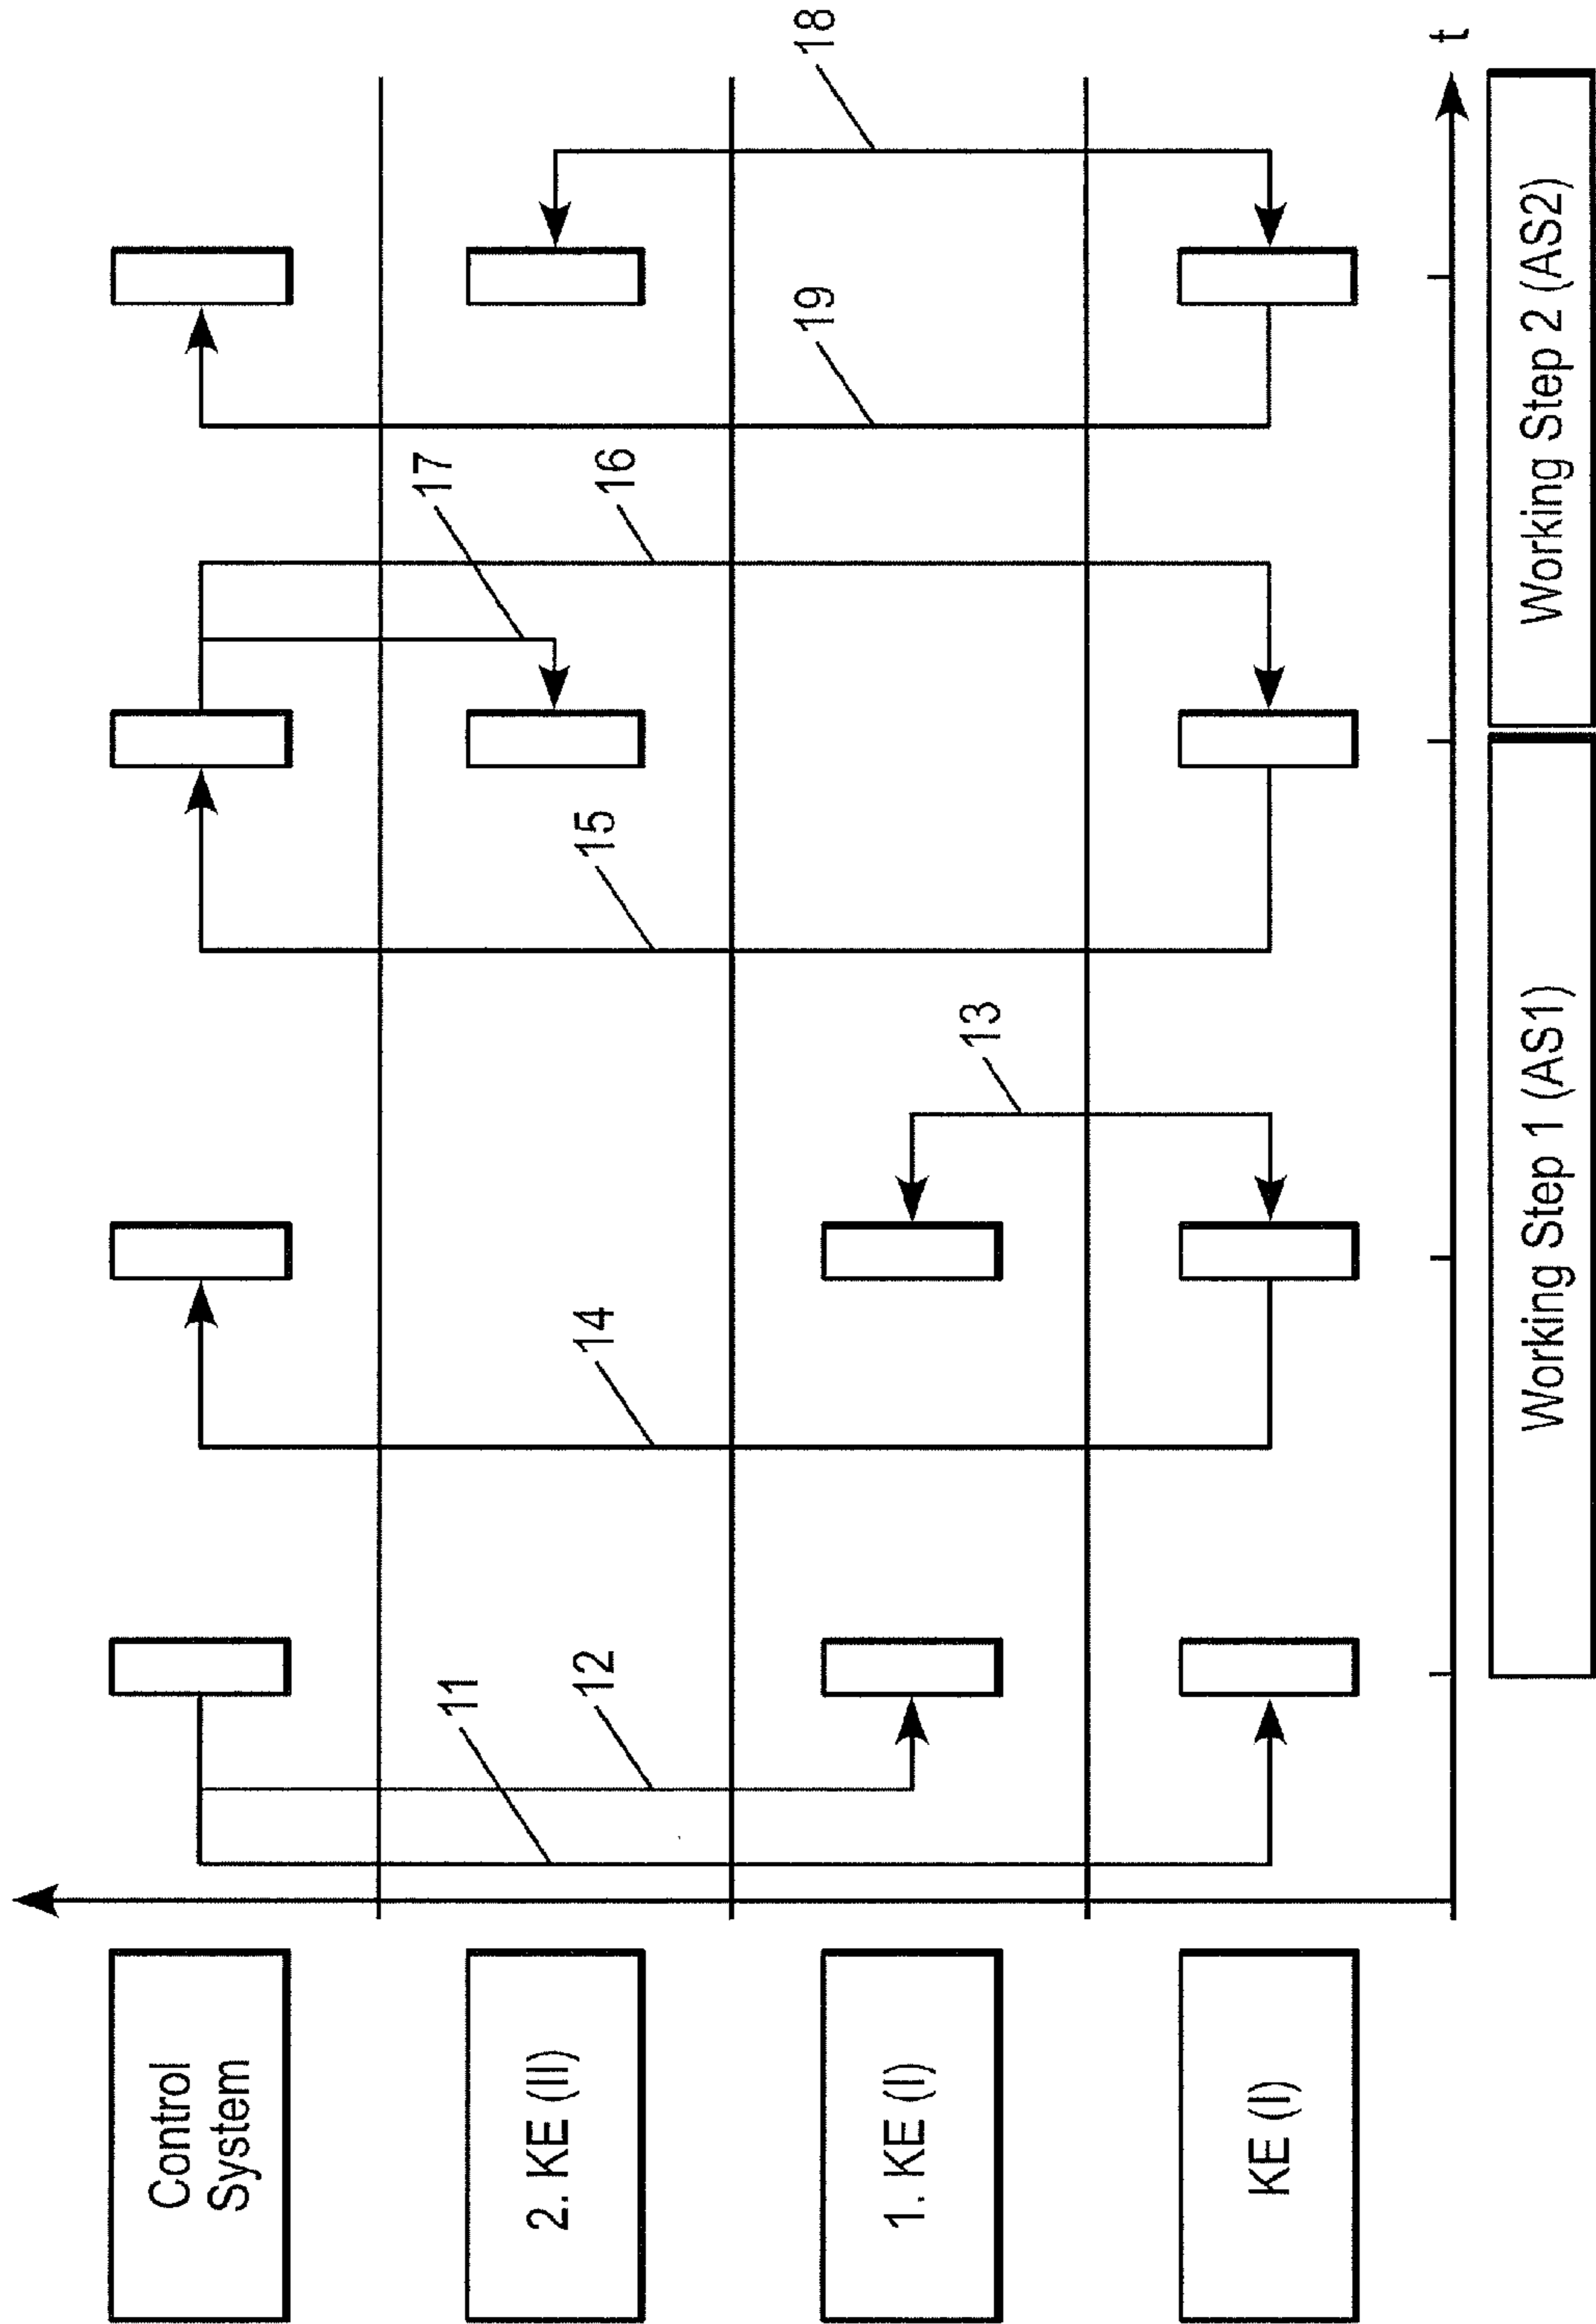 Control
System
2. KE (II)
1. KE (I)
KE (I)
11
12
14
13
15
17
16
19
18
t
Working Step 1 (AS1)
Working Step 2 (AS2)